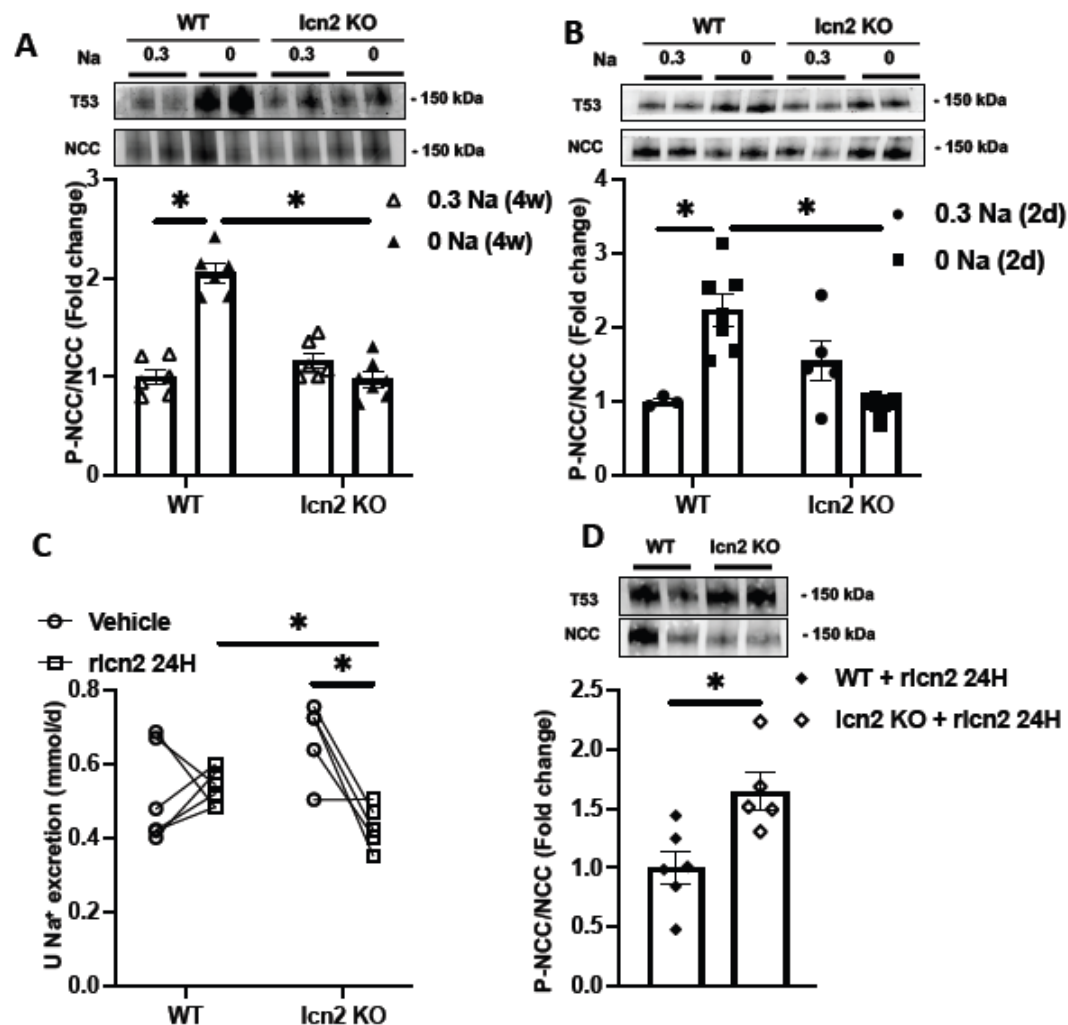 A
WT lcn2 KO
Na 0.3 0 0.3 0
T53 - 150 kDa
NCC - 150 kDa
P-NCC/NCC (Fold change)
3
2
1
0
* *
0.3 Na (4w)
0 Na (4w)
WT lcn2 KO
B
WT lcn2 KO
Na 0.3 0 0.3 0
T53 - 150 kDa
NCC - 150 kDa
P-NCC/NCC (Fold change)
4
3
2
1
0
* *
0.3 Na (2d)
0 Na (2d)
WT lcn2 KO
C
Vehicle
rlcn2 24H
*
*
U Na⁺ excretion (mmol/d)
0.8
0.6
0.4
0.2
0.0
WT lcn2 KO
D
WT lcn2 KO
T53 - 150 kDa
NCC - 150 kDa
P-NCC/NCC (Fold change)
2.5
2.0
1.5
1.0
0.5
0.0
*
WT + rlcn2 24H
lcn2 KO + rlcn2 24H